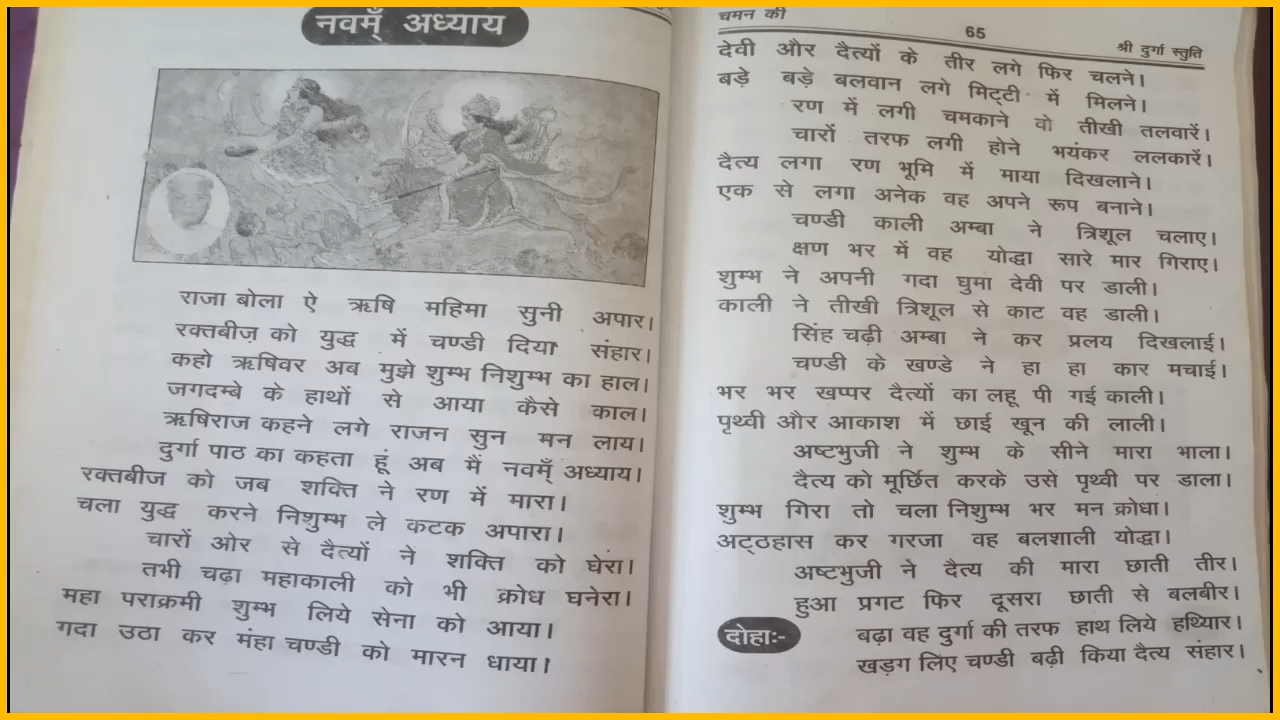 नवमँ अध्याय
राजा बोला ऐ ऋषि महिमा सुनी अपार।
रक्तबीज़ को युद्ध में चण्डी दिया संहार।
कहो ऋषिवर अब मुझे शुम्भ निशुम्भ का हाल।
जगदम्बे के हाथों से आया कैसे काल।
ऋषिराज कहने लगे राजन सुन मन लाय।
दुर्गा पाठ का कहता हूं अब मैं नवमँ अध्याय।
रक्तबीज को जब शक्ति ने रण में मारा।
चला युद्ध करने निशुम्भ ले कटक अपारा।
चारों ओर से दैत्यों ने शक्ति को घेरा।
तभी चढ़ा महाकाली को भी क्रोध घनेरा।
महा पराक्रमी शुम्भ लिये सेना को आया।
गदा उठा कर मंहा चण्डी को मारन धाया।
चमन की
65
श्री दुर्गा स्तुति
देवी और दैत्यों के तीर लगे फिर चलने।
बड़े बड़े बलवान लगे मिट्टी में मिलने।
रण में लगी चमकाने वो तीखी तलवारें।
चारों तरफ लगी होने भयंकर ललकारें।
दैत्य लगा रण भूमि में माया दिखलाने।
एक से लगा अनेक वह अपने रूप बनाने।
चण्डी काली अम्बा ने त्रिशूल चलाए।
क्षण भर में वह योद्धा सारे मार गिराए।
शुम्भ ने अपनी गदा घुमा देवी पर डाली।
काली ने तीखी त्रिशूल से काट वह डाली।
सिंह चढ़ी अम्बा ने कर प्रलय दिखलाई।
चण्डी के खण्डे ने हा हा कार मचाई।
भर भर खप्पर दैत्यों का लहू पी गई काली।
पृथ्वी और आकाश में छाई खून की लाली।
अष्टभुजी ने शुम्भ के सीने मारा भाला।
दैत्य को मूर्छित करके उसे पृथ्वी पर डाला।
शुम्भ गिरा तो चला निशुम्भ भर मन क्रोधा।
अट्ठहास कर गरजा वह बलशाली योद्धा।
अष्टभुजी ने दैत्य की मारा छाती तीर।
हुआ प्रगट फिर दूसरा छाती से बलबीर।
दोहाः- बढ़ा वह दुर्गा की तरफ हाथ लिये हथियार।
खड़ग लिए चण्डी बढ़ी किया दैत्य संहार।